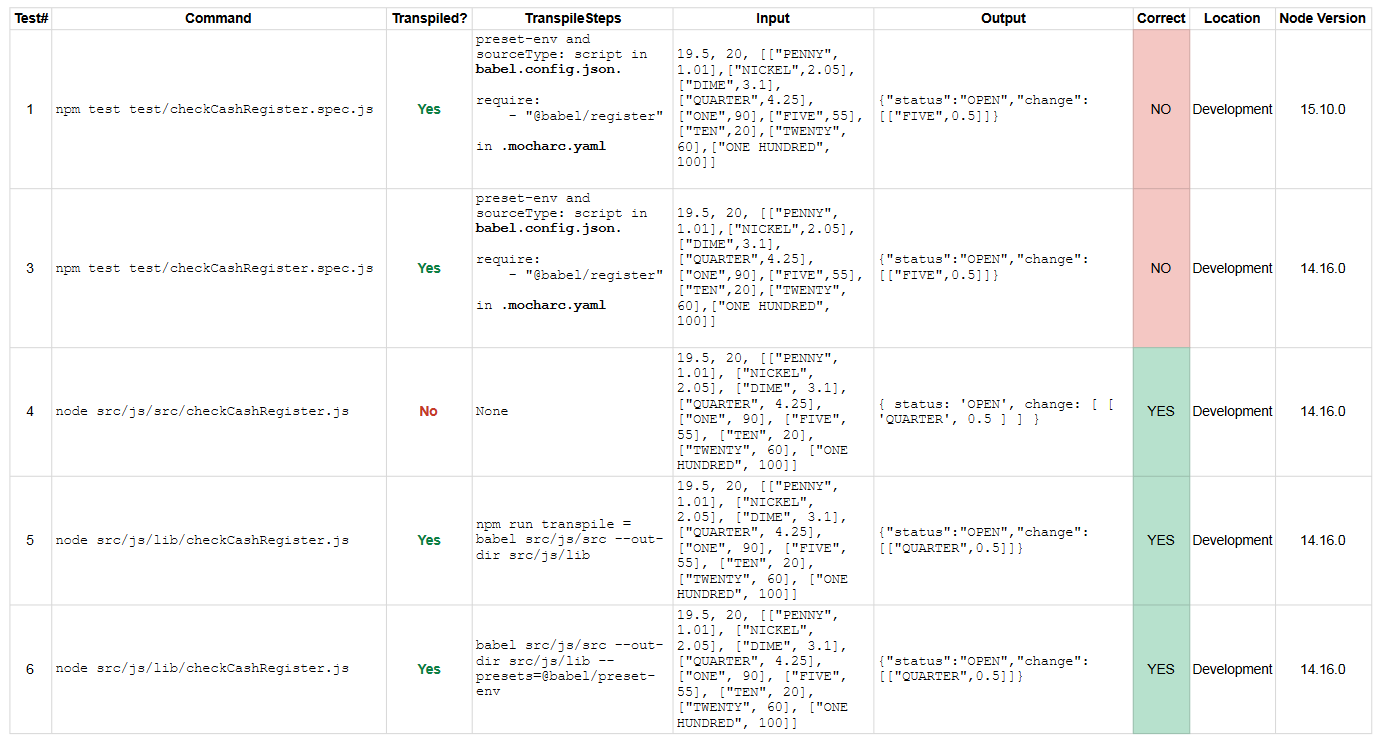 Test# Command Transpiled? TranspileSteps Input Output Correct Location Node Version
1
npm test test/checkCashRegister.spec.js
Yes
preset-env and
sourceType: script in
babel.config.json.
require:
- "@babel/register"
in .mocharc.yaml
19.5, 20, [["PENNY",
1.01],["NICKEL",2.05],
["DIME",3.1],
["QUARTER",4.25],
["ONE",90],["FIVE",55],
["TEN",20],["TWENTY",
60],["ONE HUNDRED",
100]]
{"status":"OPEN","change":
[["FIVE",0.5]]}
NO
Development
15.10.0
3
npm test test/checkCashRegister.spec.js
Yes
preset-env and
sourceType: script in
babel.config.json.
require:
- "@babel/register"
in .mocharc.yaml
19.5, 20, [["PENNY",
1.01],["NICKEL",2.05],
["DIME",3.1],
["QUARTER",4.25],
["ONE",90],["FIVE",55],
["TEN",20],["TWENTY",
60],["ONE HUNDRED",
100]]
{"status":"OPEN","change":
[["FIVE",0.5]]}
NO
Development
14.16.0
4
node src/js/src/checkCashRegister.js
No
None
19.5, 20, [["PENNY",
1.01], ["NICKEL",
2.05], ["DIME", 3.1],
["QUARTER", 4.25],
["ONE", 90], ["FIVE",
55], ["TEN", 20],
["TWENTY", 60], ["ONE
HUNDRED", 100]]
{ status: 'OPEN', change: [ [
'QUARTER', 0.5 ] ] }
YES
Development
14.16.0
5
node src/js/lib/checkCashRegister.js
Yes
npm run transpile =
babel src/js/src --out-
dir src/js/lib
19.5, 20, [["PENNY",
1.01], ["NICKEL",
2.05], ["DIME", 3.1],
["QUARTER", 4.25],
["ONE", 90], ["FIVE",
55], ["TEN", 20],
["TWENTY", 60], ["ONE
HUNDRED", 100]]
{"status":"OPEN","change":
[["QUARTER",0.5]]}
YES
Development
14.16.0
6
node src/js/lib/checkCashRegister.js
Yes
babel src/js/src --out-
dir src/js/lib --
presets=@babel/preset-
env
19.5, 20, [["PENNY",
1.01], ["NICKEL",
2.05], ["DIME", 3.1],
["QUARTER", 4.25],
["ONE", 90], ["FIVE",
55], ["TEN", 20],
["TWENTY", 60], ["ONE
HUNDRED", 100]]
{"status":"OPEN","change":
[["QUARTER",0.5]]}
YES
Development
14.16.0